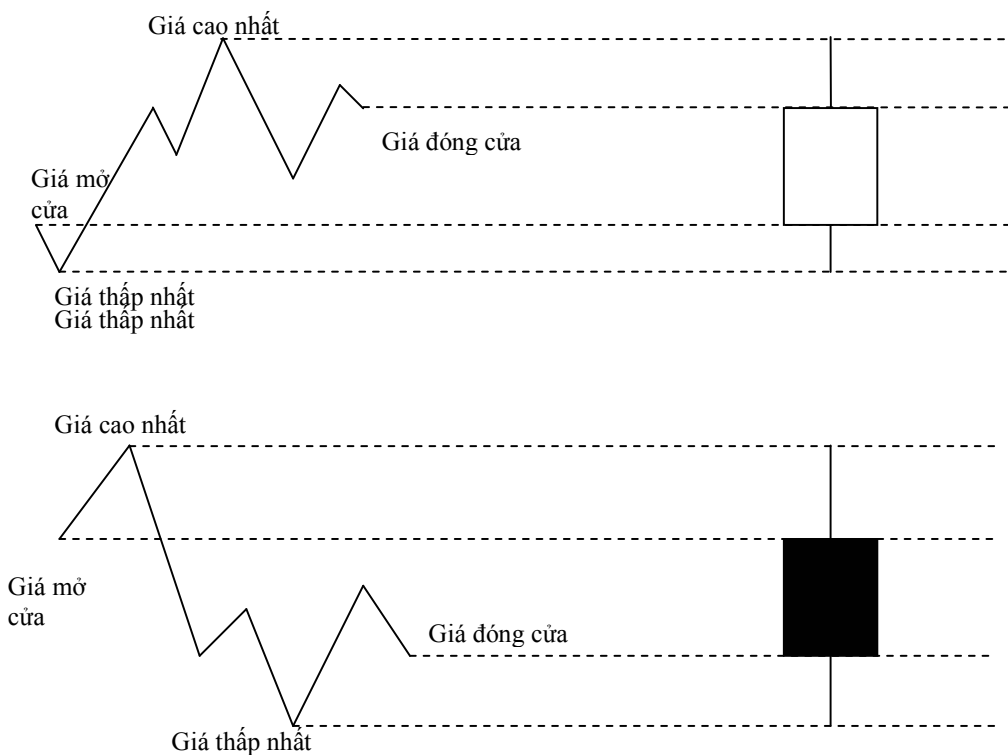 Giá cao nhất
Giá đóng cửa
Giá mở
cửa
Giá thấp nhất
Giá thấp nhất
Giá cao nhất
Giá mở
cửa
Giá đóng cửa
Giá thấp nhất